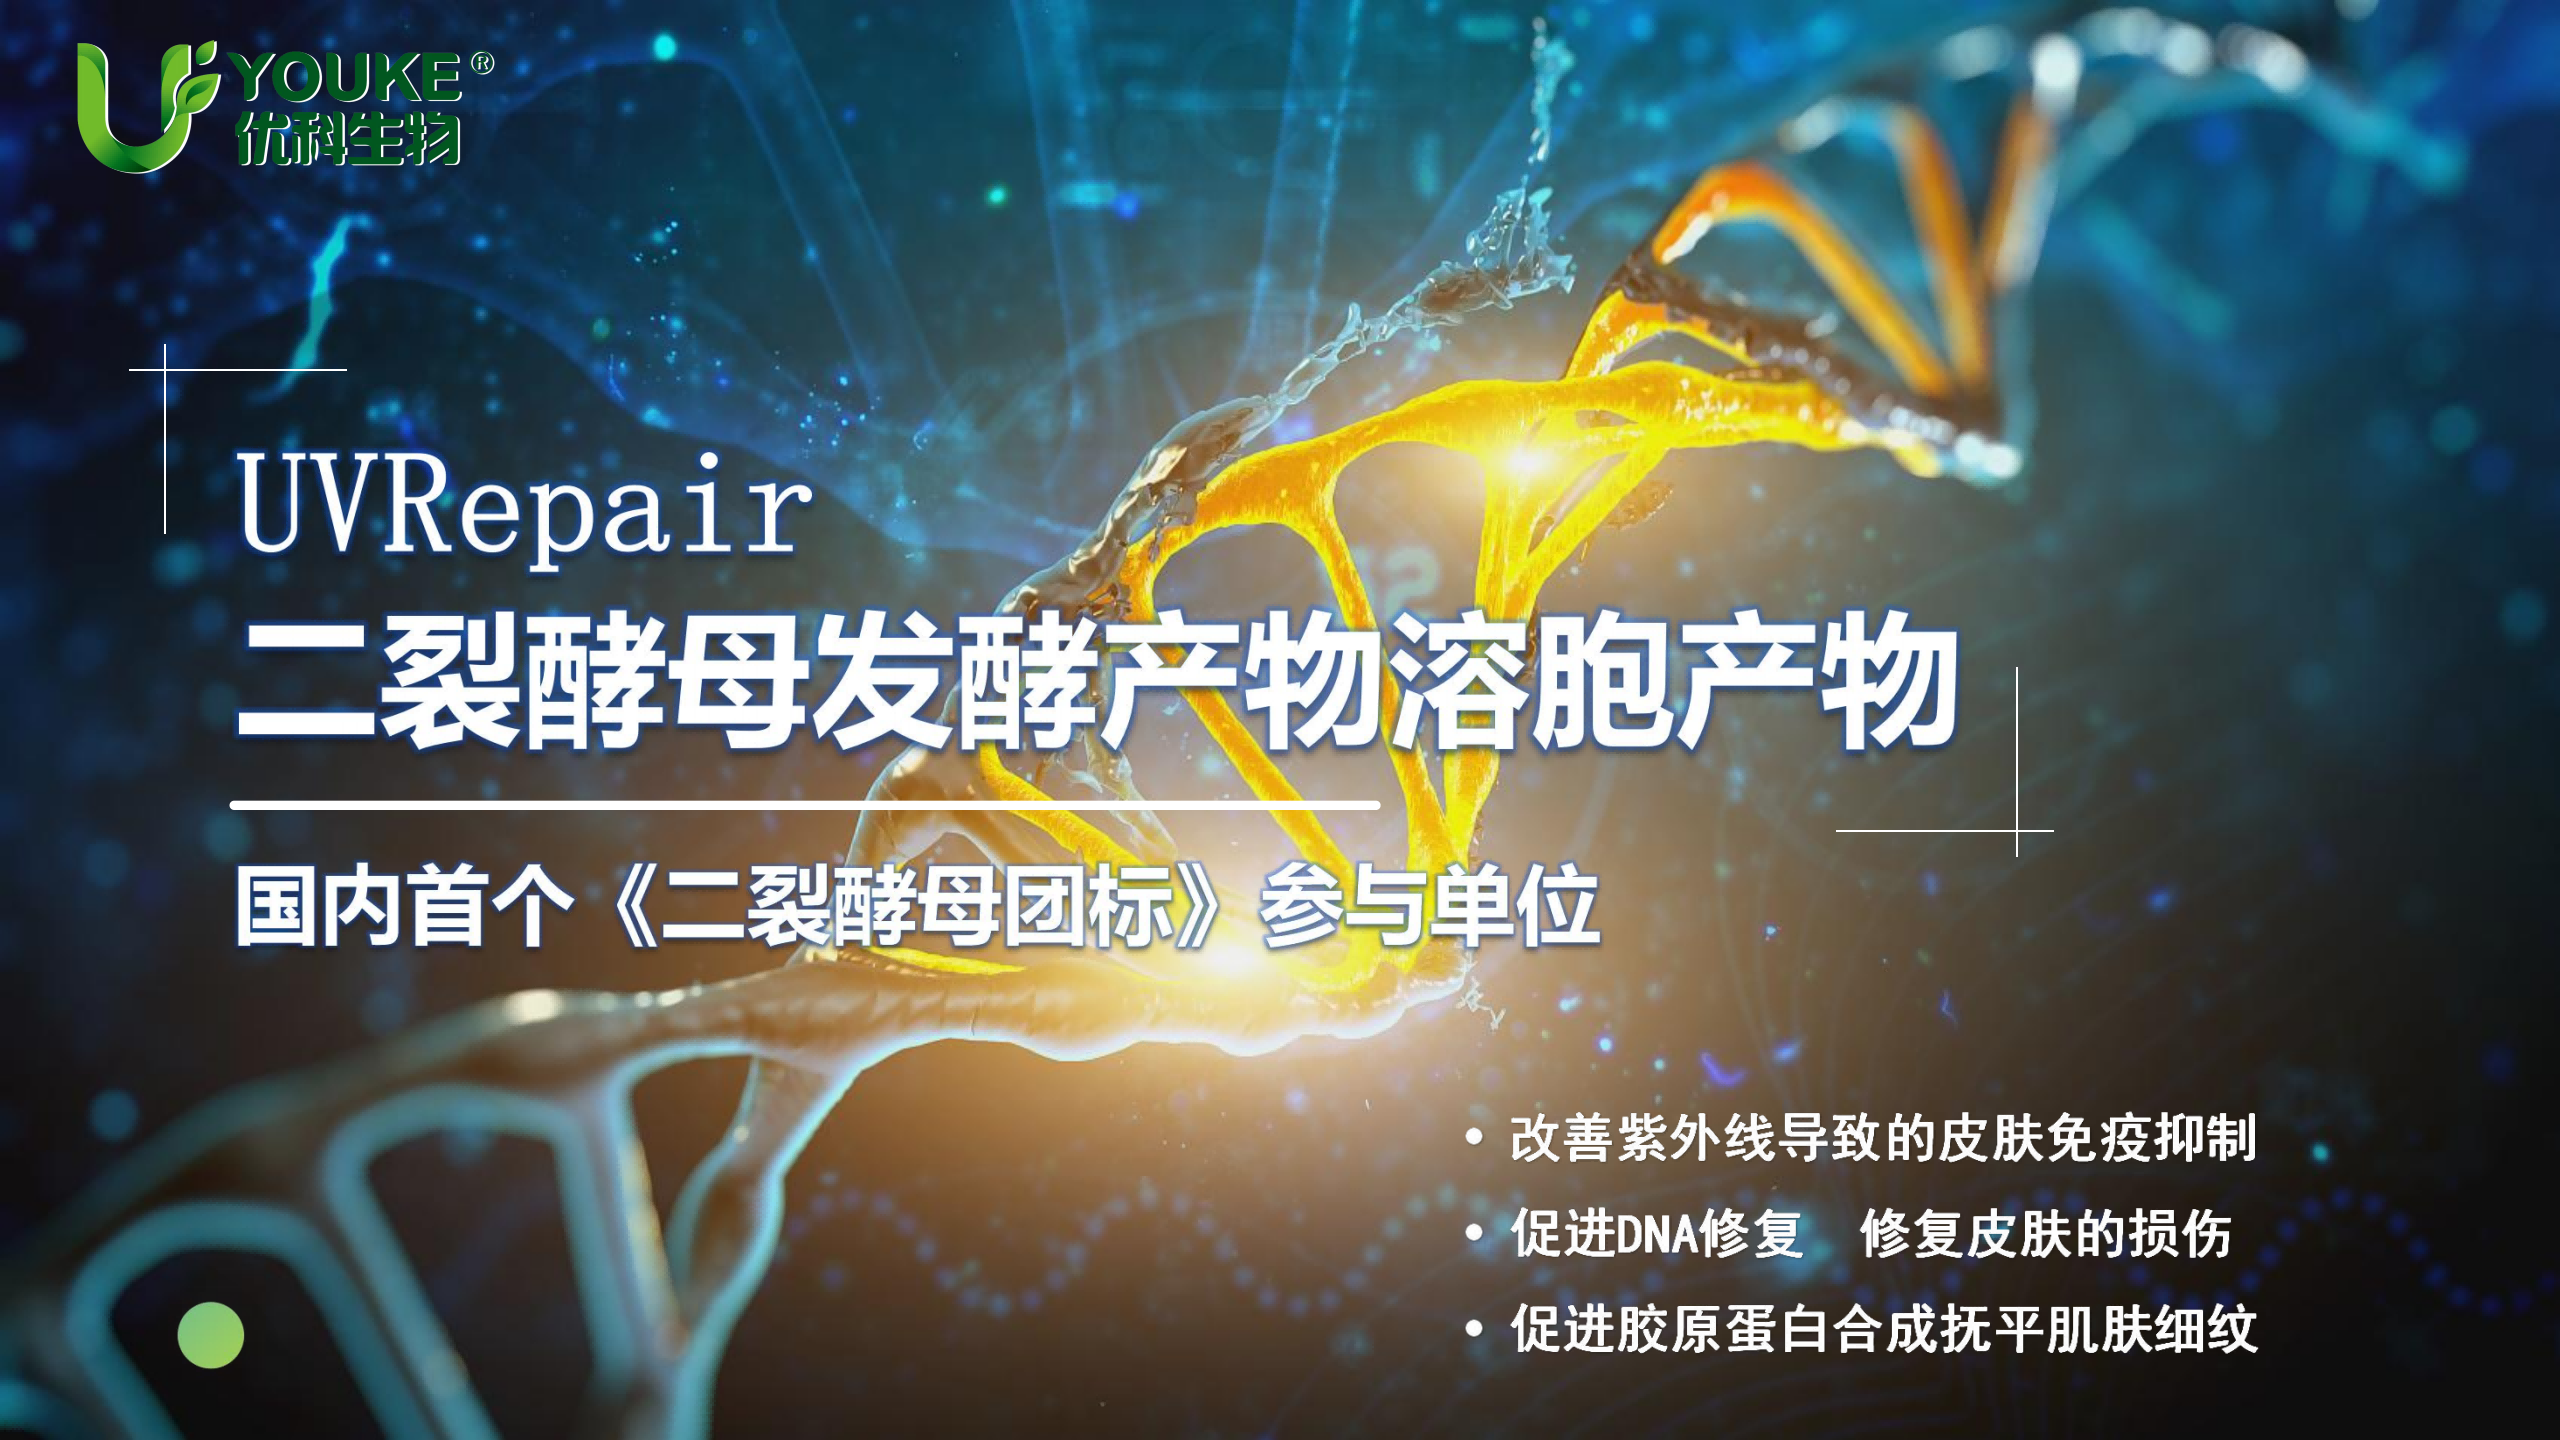 YOUKE®
优科生物
UVRepair
二裂酵母发酵产物溶胞产物
国内首个《二裂酵母团标》参与单位
• 改善紫外线导致的皮肤免疫抑制
• 促进DNA修复 修复皮肤的损伤
• 促进胶原蛋白合成抚平肌肤细纹